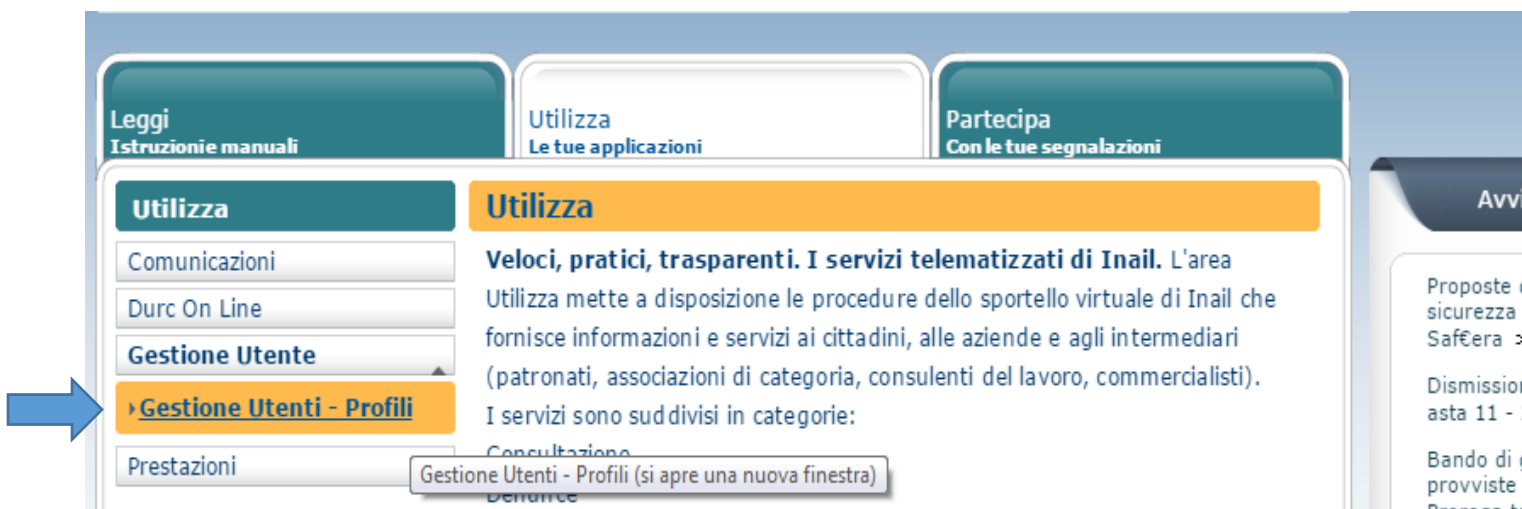 Leggi
Istruzionie manuali
Utilizza
Le tue applicazioni
Partecipa
Con le tue segnalazioni
Utilizza
Comunicazioni
Durc On Line
Gestione Utente
Gestione Utenti - Profili
Prestazioni
Utilizza
Veloci, pratici, trasparenti. I servizi telematizzati di Inail. L'area
Utilizza mette a disposizione le procedure dello sportello virtuale di Inail che
fornisce informazioni e servizi ai cittadini, alle aziende e agli intermediari
(patronati, associazioni di categoria, consulenti del lavoro, commercialisti).
I servizi sono suddivisi in categorie:
Consultazione
Gestione Utenti - Profili (si apre una nuova finestra)
Denunce
Avvi
Proposte
sicurezza
Saf€era >
Dismission
asta 11 -
Bando di
provviste